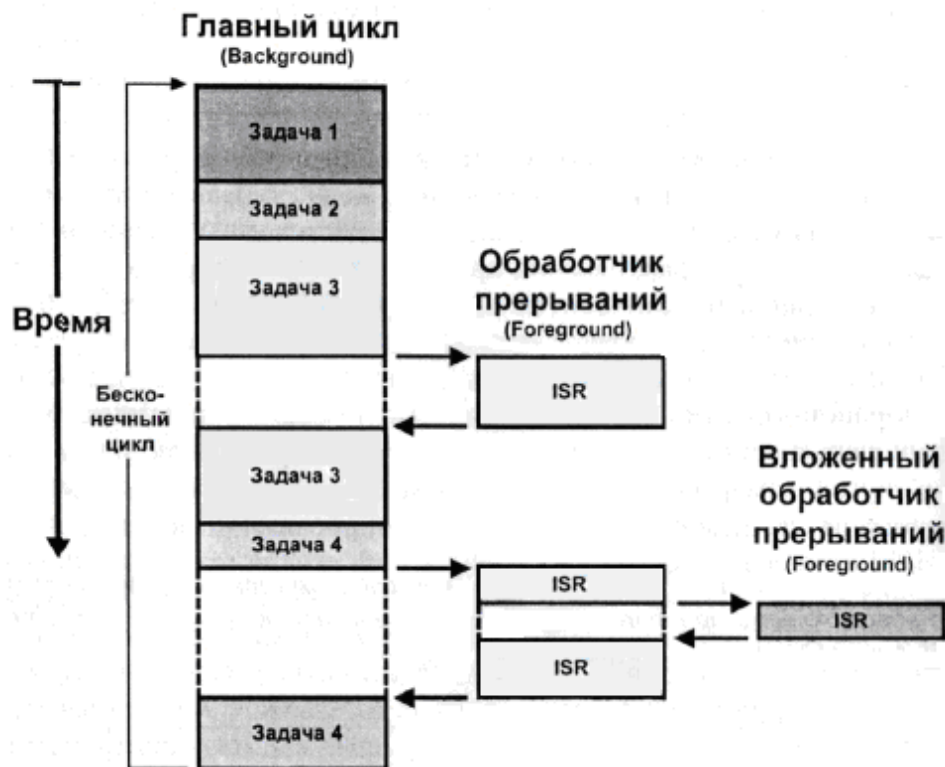 Главный цикл
(Background)
Задача 1
Задача 2
Задача 3
Обработчик
прерываний
(Foreground)
Время
ISR
Беско-
нечный
цикл
Задача 3
Вложенный
обработчик
прерываний
(Foreground)
Задача 4
ISR
ISR
ISR
Задача 4